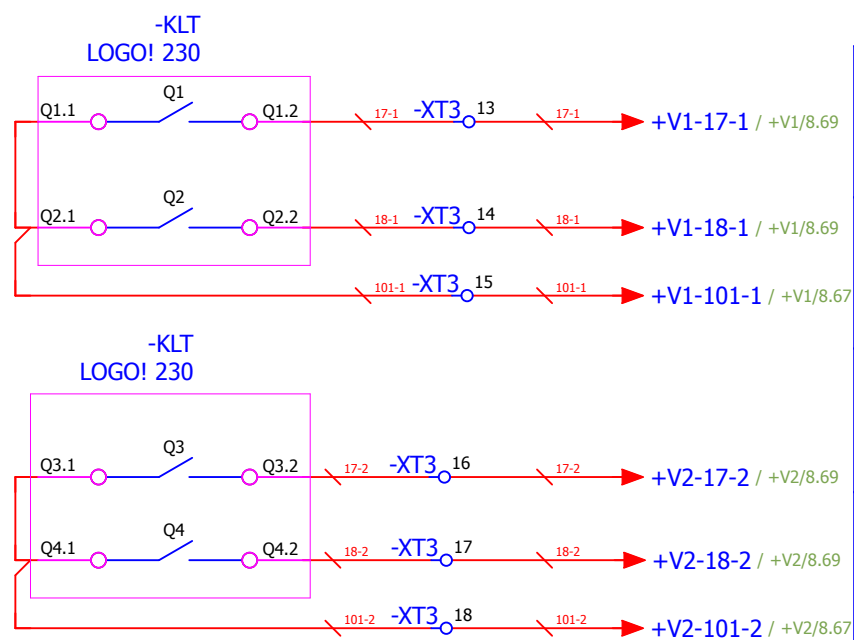 -KLT
LOGO! 230
Q1.1 Q1 Q1.2 17-1 -XT3 13 17-1 +V1-17-1 / +V1/8.69
Q2.1 Q2 Q2.2 18-1 -XT3 14 18-1 +V1-18-1 / +V1/8.69
101-1 -XT3 15 101-1 +V1-101-1 / +V1/8.67
-KLT
LOGO! 230
Q3.1 Q3 Q3.2 17-2 -XT3 16 17-2 +V2-17-2 / +V2/8.69
Q4.1 Q4 Q4.2 18-2 -XT3 17 18-2 +V2-18-2 / +V2/8.69
101-2 -XT3 18 101-2 +V2-101-2 / +V2/8.67